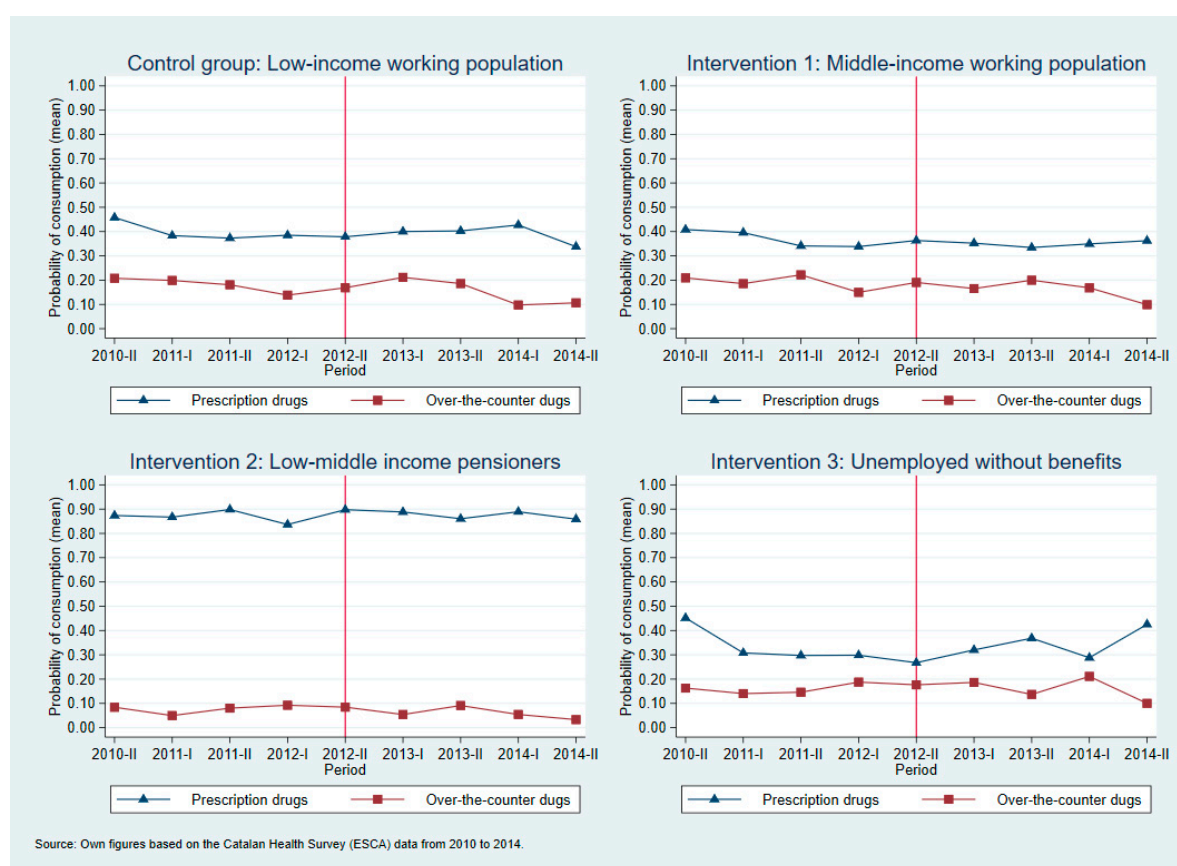 Control group: Low-income working population
Probability of consumption (mean)
1.00
0.90
0.80
0.70
0.60
0.50
0.40
0.30
0.20
0.10
0.00
2010-II 2011-I 2011-II 2012-I 2012-II 2013-I 2013-II 2014-I 2014-II
Period
Prescription drugs Over-the-counter dugs
Intervention 1: Middle-income working population
Probability of consumption (mean)
1.00
0.90
0.80
0.70
0.60
0.50
0.40
0.30
0.20
0.10
0.00
2010-II 2011-I 2011-II 2012-I 2012-II 2013-I 2013-II 2014-I 2014-II
Period
Prescription drugs Over-the-counter dugs
Intervention 2: Low-middle income pensioners
Probability of consumption (mean)
1.00
0.90
0.80
0.70
0.60
0.50
0.40
0.30
0.20
0.10
0.00
2010-II 2011-I 2011-II 2012-I 2012-II 2013-I 2013-II 2014-I 2014-II
Period
Prescription drugs Over-the-counter dugs
Intervention 3: Unemployed without benefits
Probability of consumption (mean)
1.00
0.90
0.80
0.70
0.60
0.50
0.40
0.30
0.20
0.10
0.00
2010-II 2011-I 2011-II 2012-I 2012-II 2013-I 2013-II 2014-I 2014-II
Period
Prescription drugs Over-the-counter dugs
Source: Own figures based on the Catalan Health Survey (ESCA) data from 2010 to 2014.